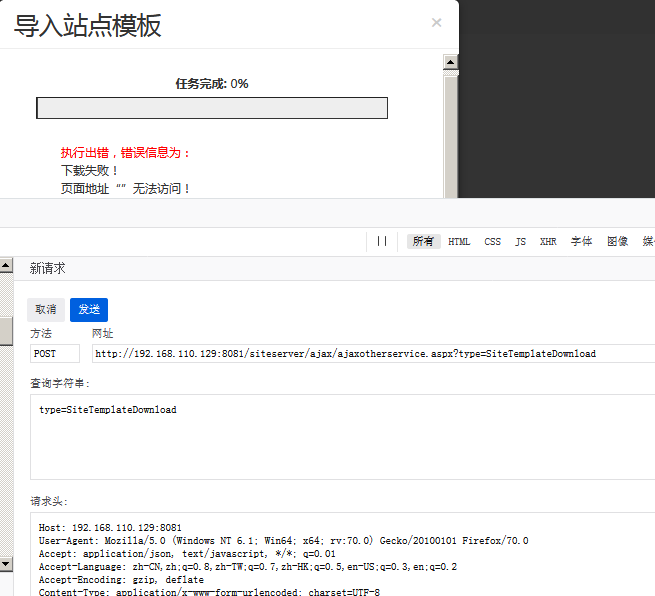 导入站点模板 ×
任务完成: 0%
执行出错，错误信息为：
下载失败！
页面地址“”无法访问！
所有 HTML CSS JS XHR 字体 图像
新请求
取消 发送
方法 网址
POST http://192.168.110.129:8081/siteserver/ajax/ajaxotherservice.aspx?type=SiteTemplateDownload
查询字符串:
type=SiteTemplateDownload
请求头:
Host: 192.168.110.129:8081
User-Agent: Mozilla/5.0 (Windows NT 6.1; Win64; x64; rv:70.0) Gecko/20100101 Firefox/70.0
Accept: application/json, text/javascript, */*; q=0.01
Accept-Language: zh-CN,zh;q=0.8,zh-TW;q=0.7,zh-HK;q=0.5,en-US;q=0.3,en;q=0.2
Accept-Encoding: gzip, deflate
Content-Type: application/x-www-form-urlencoded; charset=UTF-8